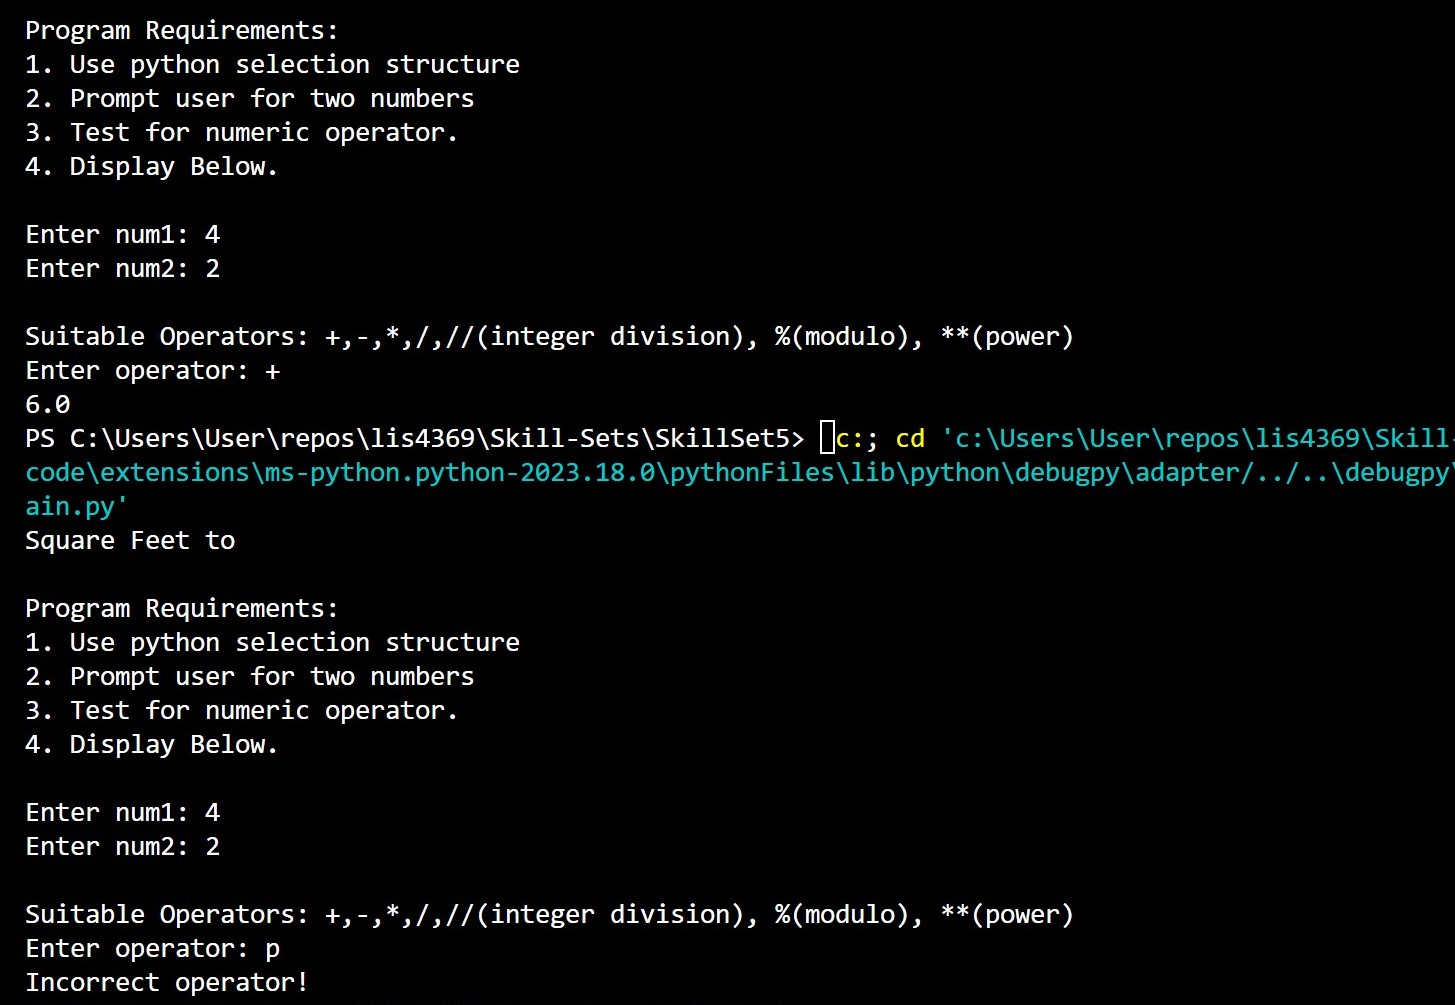 Program Requirements:
1. Use python selection structure
2. Prompt user for two numbers
3. Test for numeric operator.
4. Display Below.
Enter num1: 4
Enter num2: 2
Suitable Operators: +,-,*,/,//(integer division), %(modulo), **(power)
Enter operator: +
6.0
PS C:\Users\User\repos\lis4369\Skill-Sets\SkillSet5> c:; cd 'c:\Users\User\repos\lis4369\Skill-
code\extensions\ms-python.python-2023.18.0\pythonFiles\lib\python\debugpy\adapter/../..\debugpy\
ain.py'
Square Feet to
Program Requirements:
1. Use python selection structure
2. Prompt user for two numbers
3. Test for numeric operator.
4. Display Below.
Enter num1: 4
Enter num2: 2
Suitable Operators: +,-,*,/,//(integer division), %(modulo), **(power)
Enter operator: p
Incorrect operator!